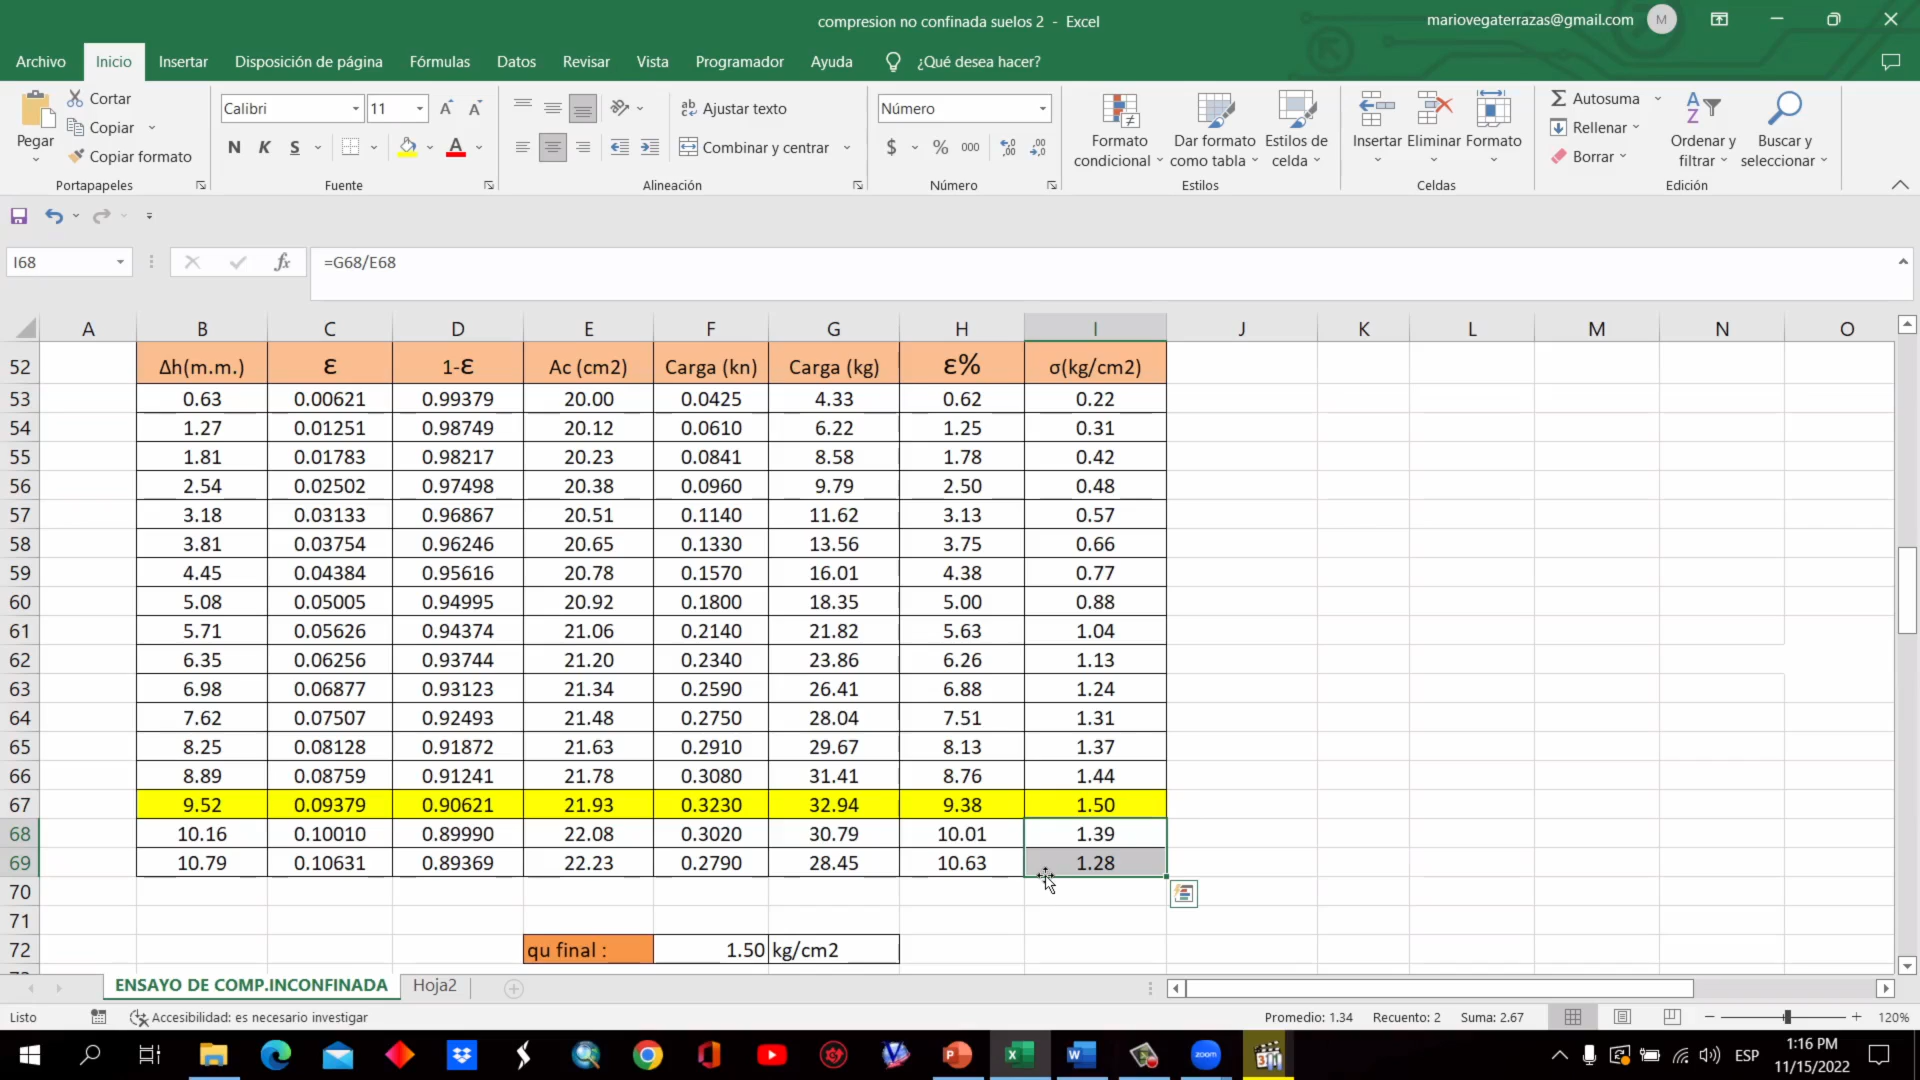 compresion no confinada suelos 2 - Excel
mariovegaterrazas@gmail.com M
Archivo Inicio Insertar Disposición de página Fórmulas Datos Revisar Vista Programador Ayuda ¿Qué desea hacer?
Pegar
Cortar
Copiar
Copiar formato
Portapapeles
Calibri 11
N K S
Fuente
Ajustar texto
Combinar y centrar
Alineación
Número
$ % 000
Número
Formato condicional
Dar formato como tabla
Estilos de celda
Estilos
Insertar Eliminar Formato
Celdas
Autosuma
Rellenar
Borrar
Ordenar y filtrar
Buscar y seleccionar
Edición
I68 fx =G68/E68
A B C D E F G H I J K L M N O
52 Δh(m.m.) ε 1-ε Ac (cm2) Carga (kn) Carga (kg) ε% σ(kg/cm2)
53 0.63 0.00621 0.99379 20.00 0.0425 4.33 0.62 0.22
54 1.27 0.01251 0.98749 20.12 0.0610 6.22 1.25 0.31
55 1.81 0.01783 0.98217 20.23 0.0841 8.58 1.78 0.42
56 2.54 0.02502 0.97498 20.38 0.0960 9.79 2.50 0.48
57 3.18 0.03133 0.96867 20.51 0.1140 11.62 3.13 0.57
58 3.81 0.03754 0.96246 20.65 0.1330 13.56 3.75 0.66
59 4.45 0.04384 0.95616 20.78 0.1570 16.01 4.38 0.77
60 5.08 0.05005 0.94995 20.92 0.1800 18.35 5.00 0.88
61 5.71 0.05626 0.94374 21.06 0.2140 21.82 5.63 1.04
62 6.35 0.06256 0.93744 21.20 0.2340 23.86 6.26 1.13
63 6.98 0.06877 0.93123 21.34 0.2590 26.41 6.88 1.24
64 7.62 0.07507 0.92493 21.48 0.2750 28.04 7.51 1.31
65 8.25 0.08128 0.91872 21.63 0.2910 29.67 8.13 1.37
66 8.89 0.08759 0.91241 21.78 0.3080 31.41 8.76 1.44
67 9.52 0.09379 0.90621 21.93 0.3230 32.94 9.38 1.50
68 10.16 0.10010 0.89990 22.08 0.3020 30.79 10.01 1.39
69 10.79 0.10631 0.89369 22.23 0.2790 28.45 10.63 1.28
70
71
72 qu final : 1.50 kg/cm2
ENSAYO DE COMP.INCONFINADA Hoja2
Listo Accesibilidad: es necesario investigar Promedio: 1.34 Recuento: 2 Suma: 2.67 120%
zoom
ESP
1:16 PM
11/15/2022